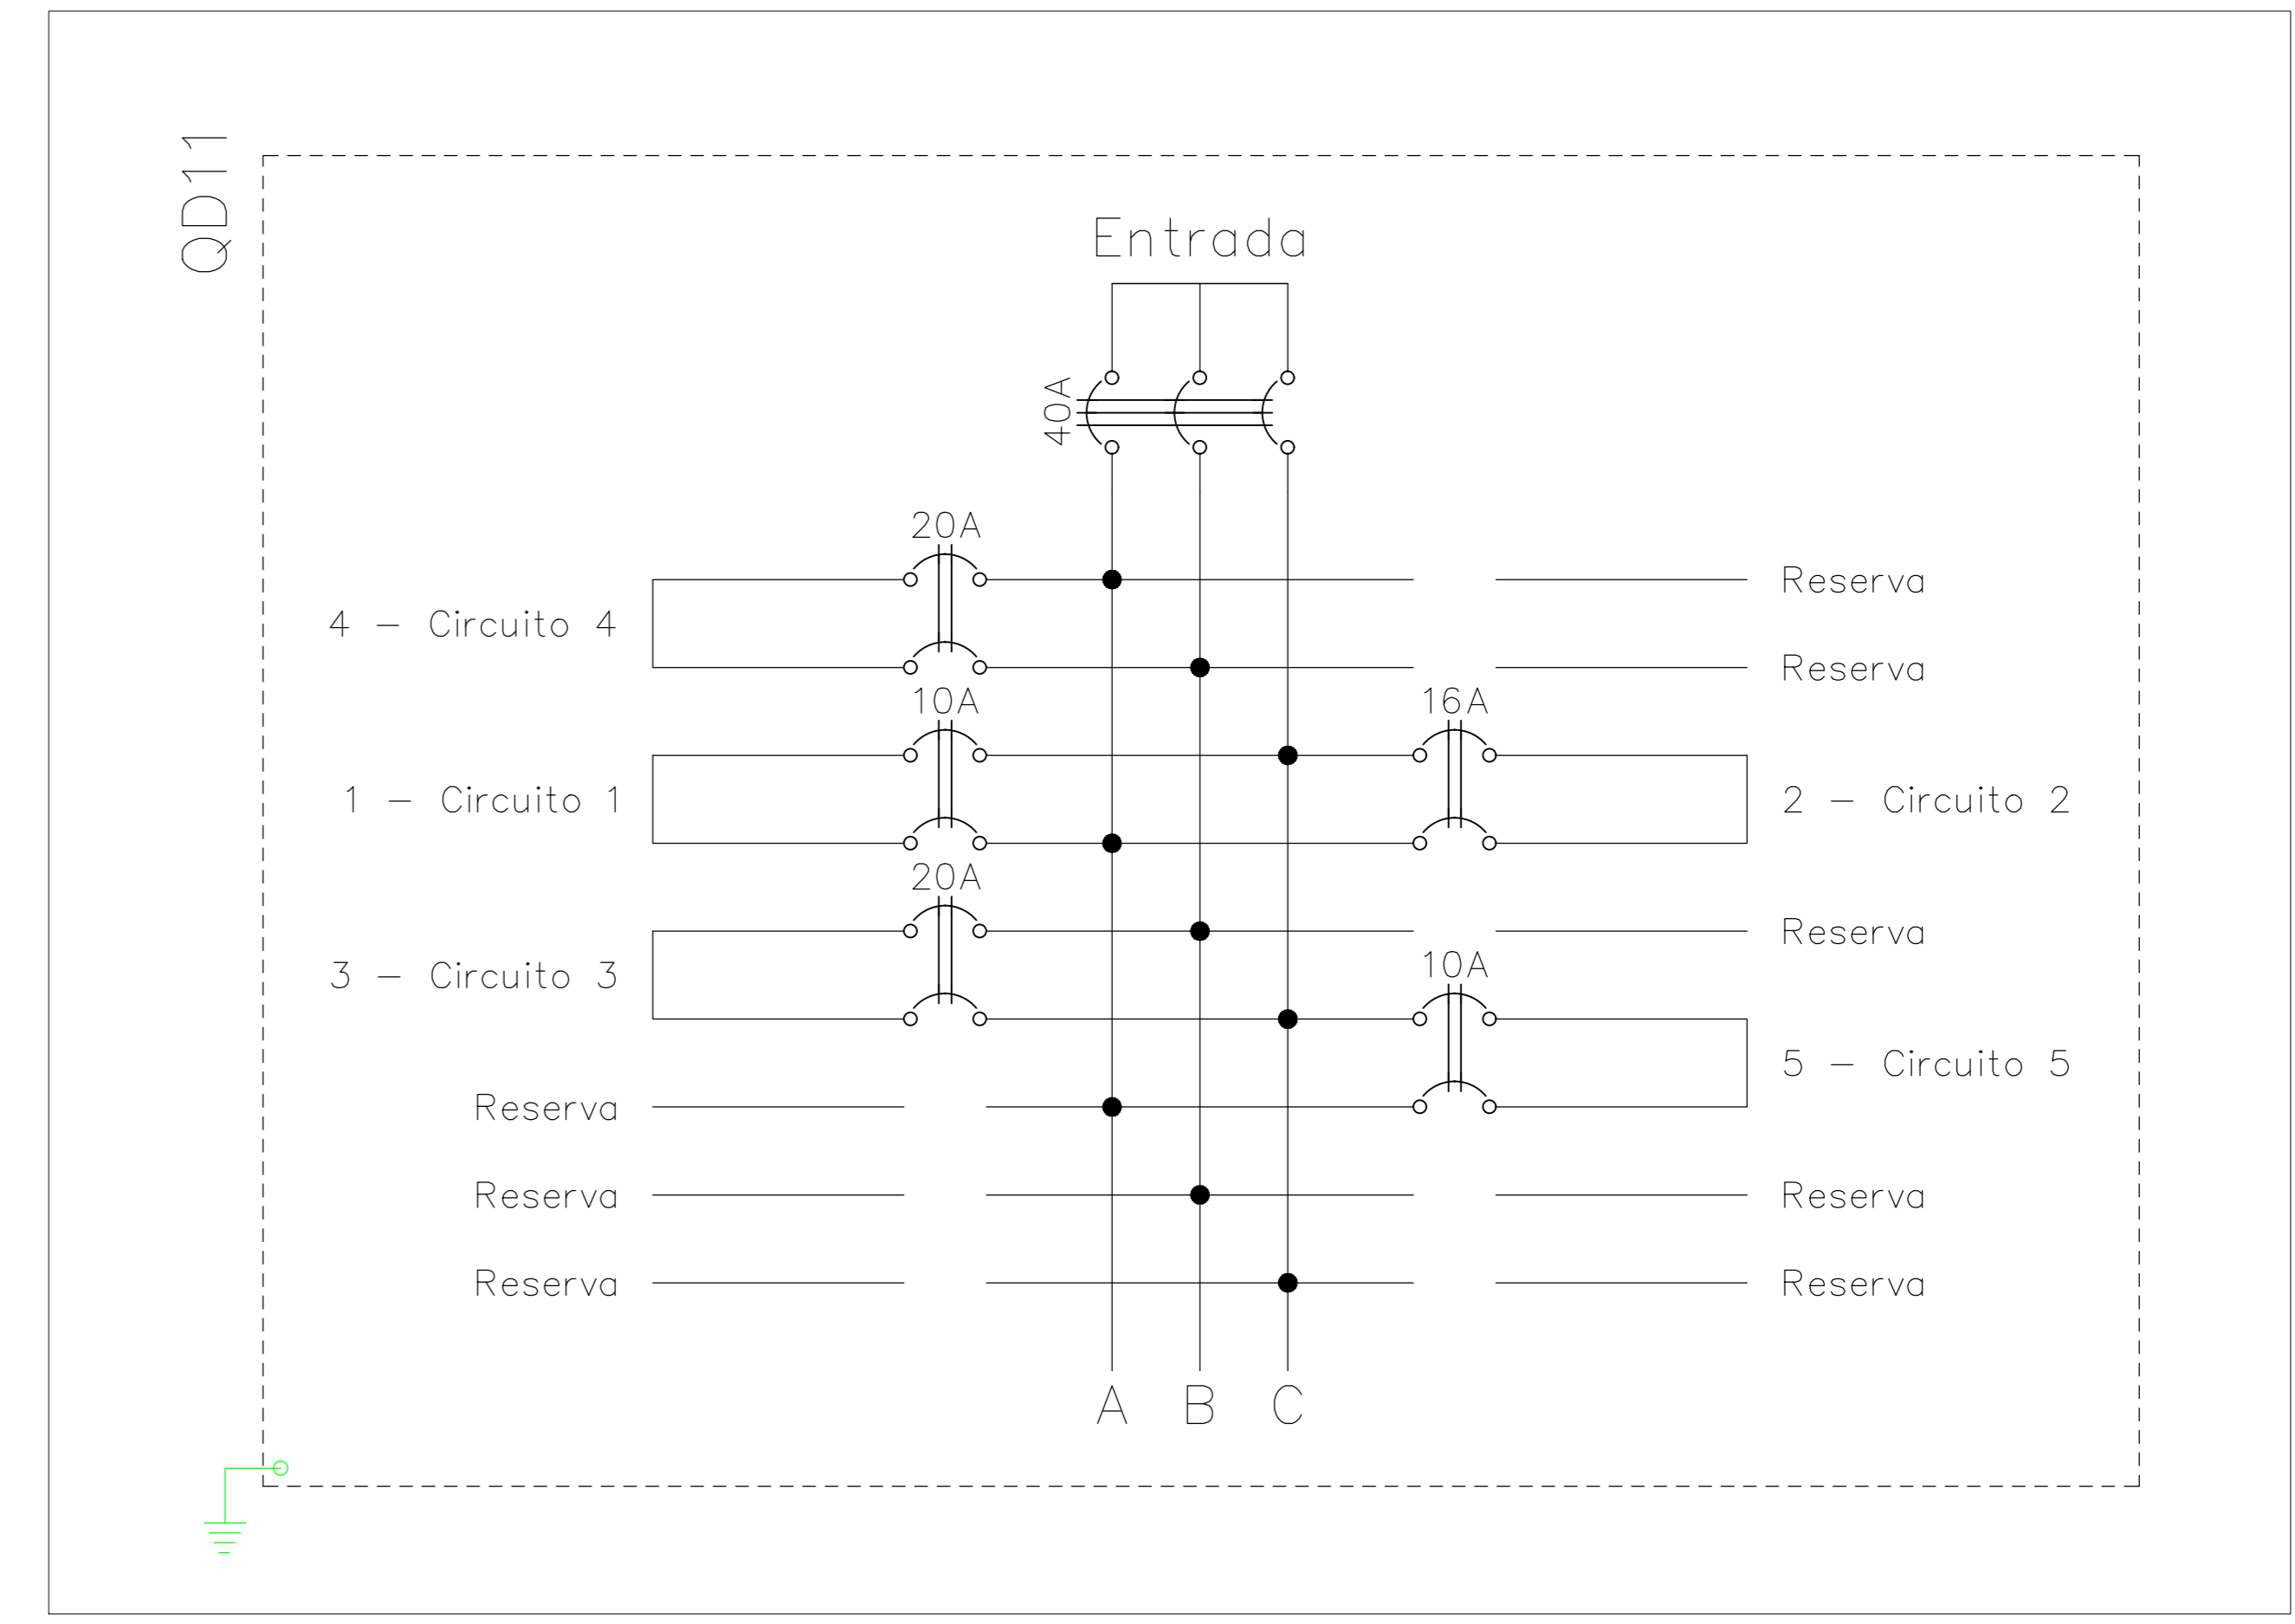 QD11
Entrada
40A
20A
Reserva
4 - Circuito 4
Reserva
10A
16A
1 - Circuito 1
2 - Circuito 2
20A
Reserva
10A
3 - Circuito 3
5 - Circuito 5
Reserva
Reserva
Reserva
Reserva
Reserva
A B C